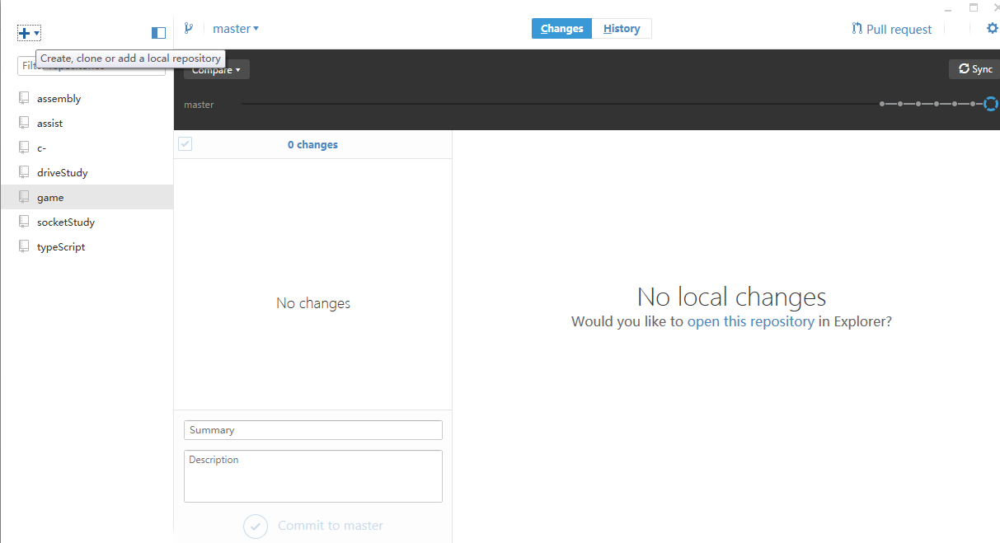 master
Changes
History
Pull request
Create, clone or add a local repository
Compare
Sync
master
assembly
assist
c-
driveStudy
game
socketStudy
typeScript
0 changes
No changes
No local changes
Would you like to open this repository in Explorer?
Summary
Description
Commit to master